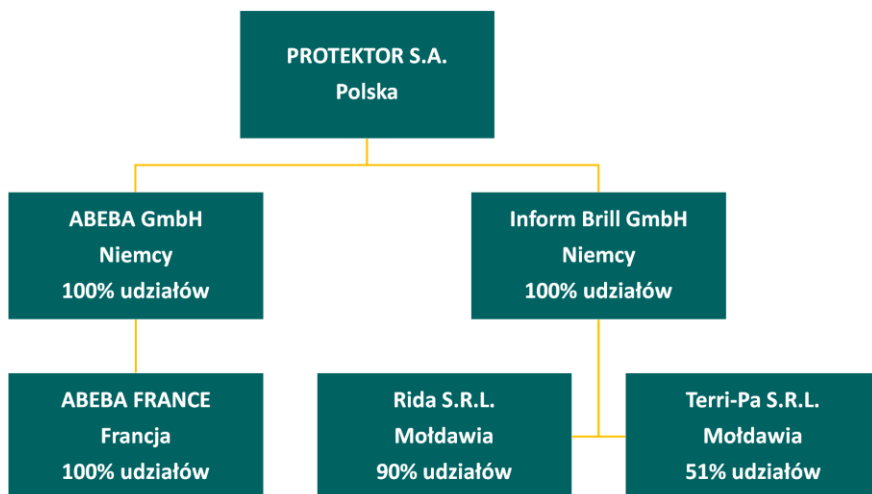 PROTEKTOR S.A.
Polska
ABEBA GmbH
Niemcy
100% udziałów
Inform Brill GmbH
Niemcy
100% udziałów
ABEBA FRANCE
Francja
100% udziałów
Rida S.R.L.
Mołdawia
90% udziałów
Terri-Pa S.R.L.
Mołdawia
51% udziałów